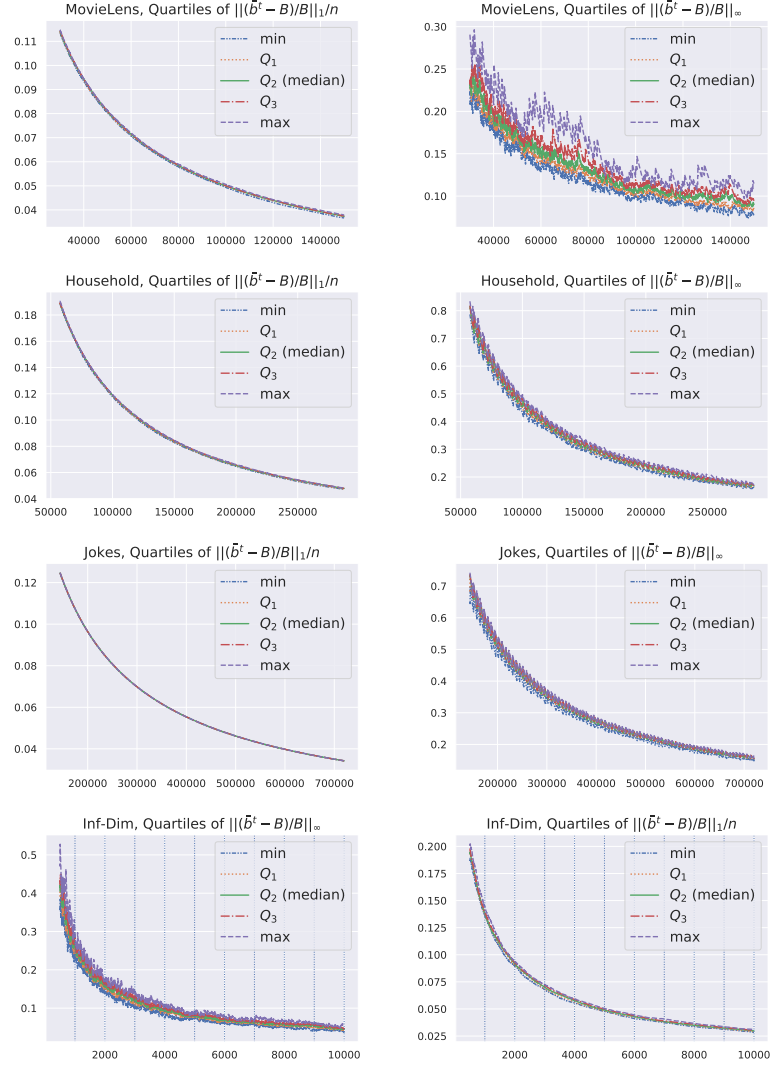 MovieLens, Quartiles of ||(b̄ᵗ − B)/B||₁/n
0.11
0.10
0.09
0.08
0.07
0.06
0.05
0.04
40000 60000 80000 100000 120000 140000
min
Q₁
Q₂ (median)
Q₃
max
MovieLens, Quartiles of ||(b̄ᵗ − B)/B||∞
0.30
0.25
0.20
0.15
0.10
40000 60000 80000 100000 120000 140000
min
Q₁
Q₂ (median)
Q₃
max
Household, Quartiles of ||(b̄ᵗ − B)/B||₁/n
0.18
0.16
0.14
0.12
0.10
0.08
0.06
0.04
50000 100000 150000 200000 250000
min
Q₁
Q₂ (median)
Q₃
max
Household, Quartiles of ||(b̄ᵗ − B)/B||∞
0.8
0.7
0.6
0.5
0.4
0.3
0.2
50000 100000 150000 200000 250000
min
Q₁
Q₂ (median)
Q₃
max
Jokes, Quartiles of ||(b̄ᵗ − B)/B||₁/n
0.12
0.10
0.08
0.06
0.04
200000 300000 400000 500000 600000 700000
min
Q₁
Q₂ (median)
Q₃
max
Jokes, Quartiles of ||(b̄ᵗ − B)/B||∞
0.7
0.6
0.5
0.4
0.3
0.2
200000 300000 400000 500000 600000 700000
min
Q₁
Q₂ (median)
Q₃
max
Inf-Dim, Quartiles of ||(b̄ᵗ − B)/B||∞
0.5
0.4
0.3
0.2
0.1
2000 4000 6000 8000 10000
min
Q₁
Q₂ (median)
Q₃
max
Inf-Dim, Quartiles of ||(b̄ᵗ − B)/B||₁/n
0.200
0.175
0.150
0.125
0.100
0.075
0.050
0.025
2000 4000 6000 8000 10000
min
Q₁
Q₂ (median)
Q₃
max